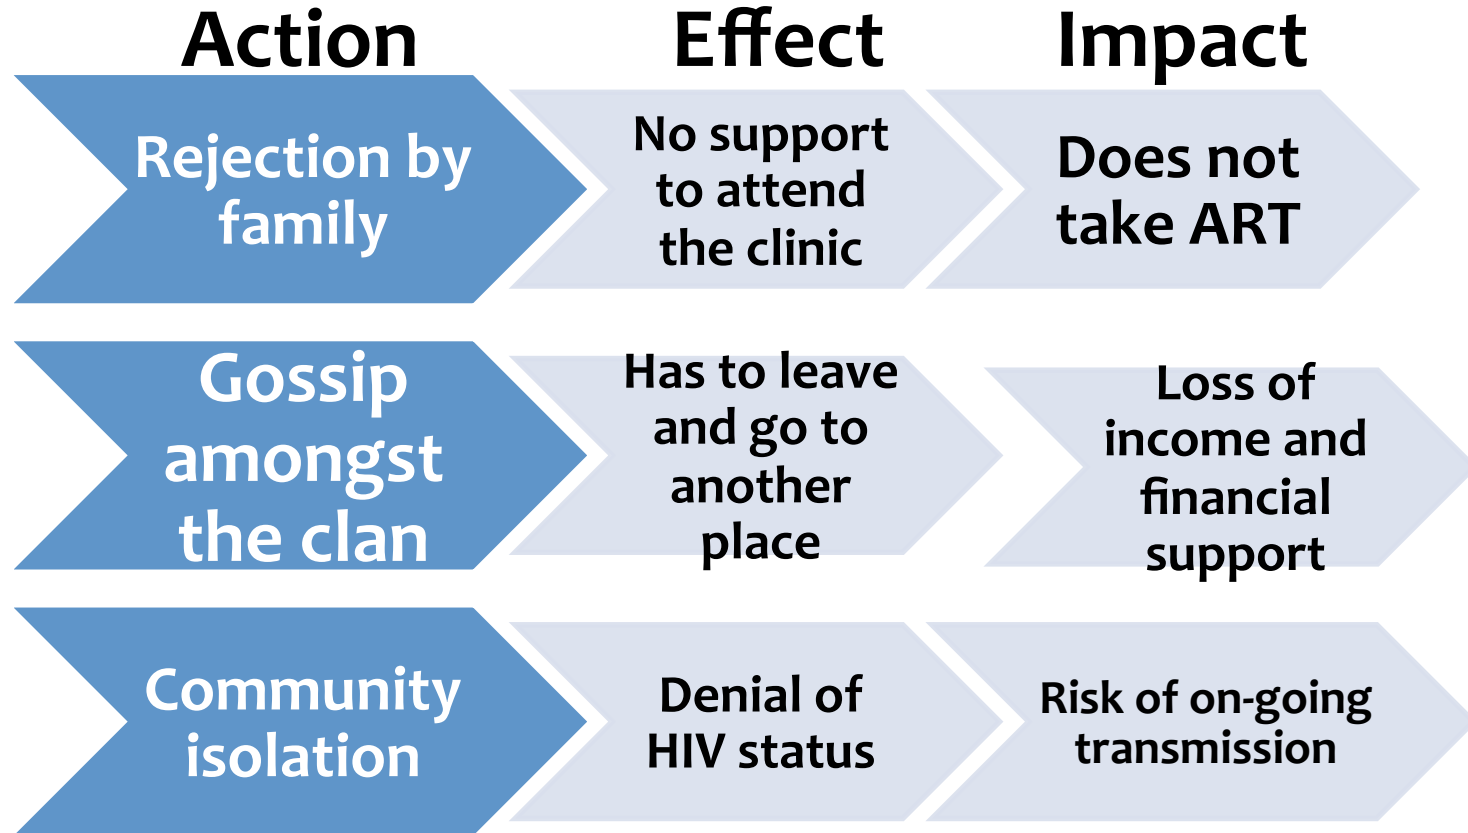 Action
Effect
Impact
Rejection by
family
No support
to attend
the clinic
Does not
take ART
Gossip
amongst
the clan
Has to leave
and go to
another
place
Loss of
income and
financial
support
Community
isolation
Denial of
HIV status
Risk of on-going
transmission